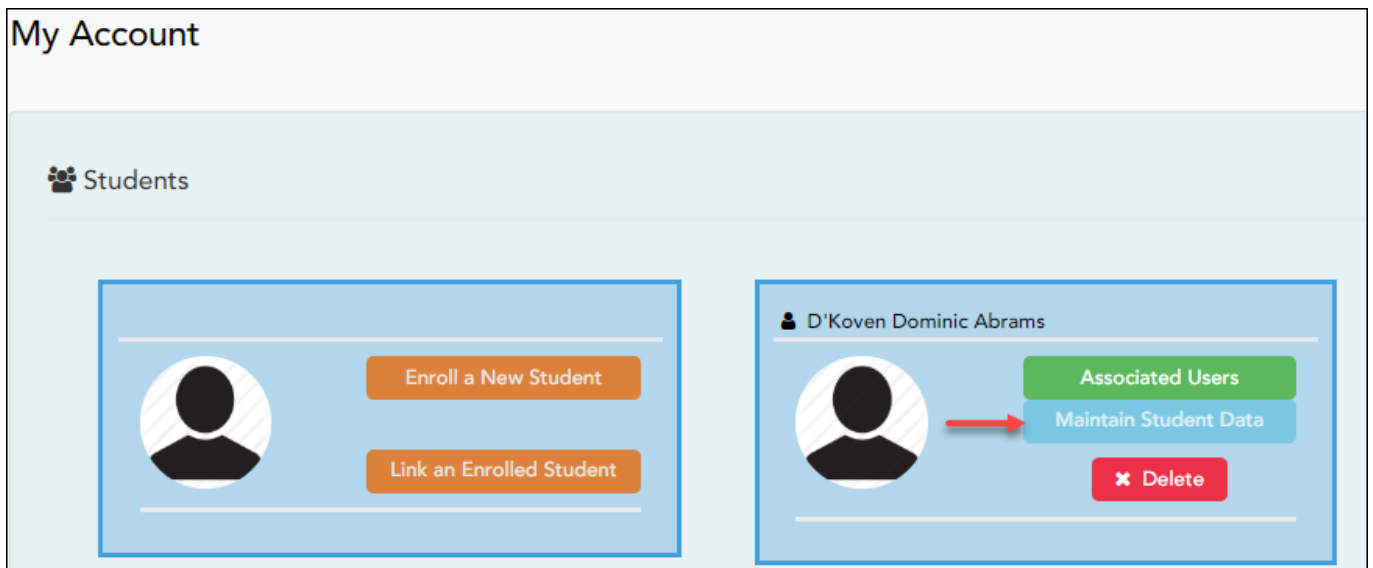 My Account
Students
Enroll a New Student
Link an Enrolled Student
D'Koven Dominic Abrams
Associated Users
Maintain Student Data
Delete